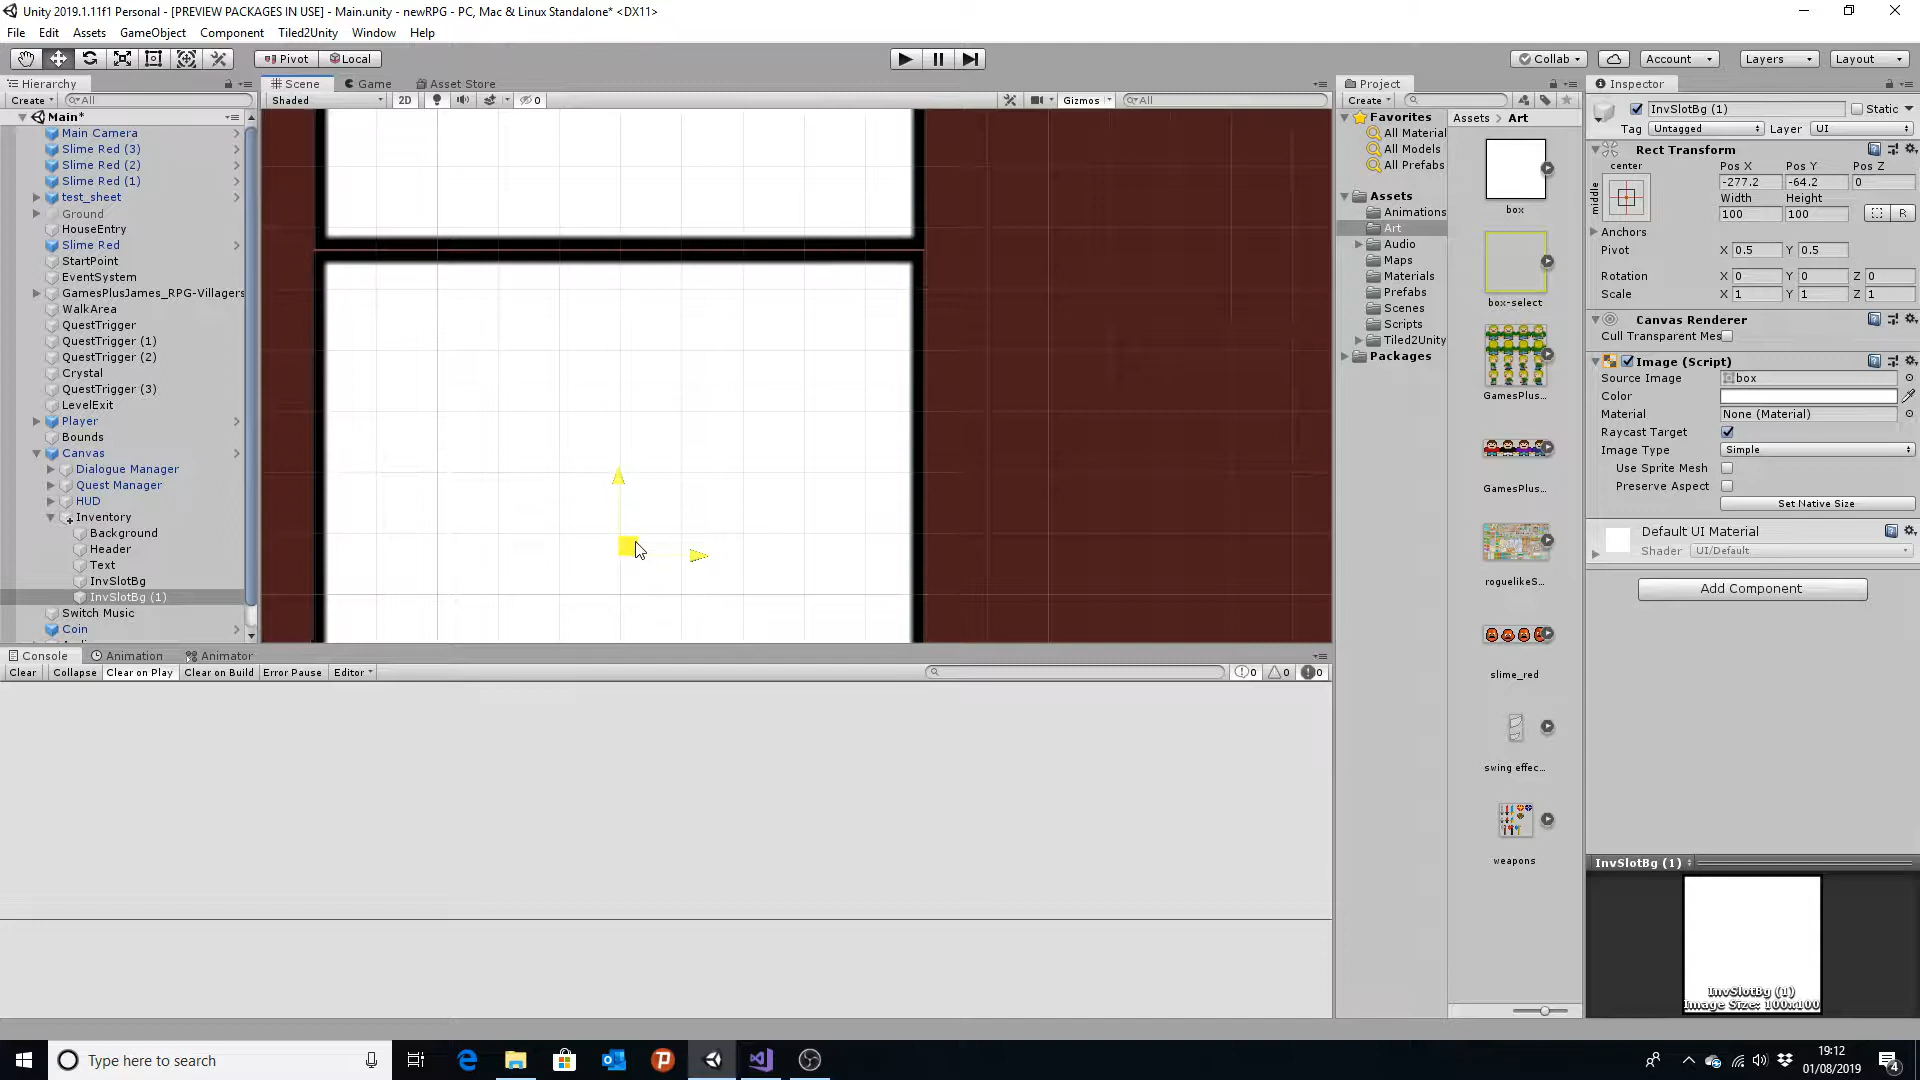 Unity 2019.1.11f1 Personal - [PREVIEW PACKAGES IN USE] - Main.unity - newRPG - PC, Mac & Linux Standalone* <DX11>
File Edit Assets GameObject Component Tiled2Unity Window Help
Pivot Local Collab Account Layers Layout
Hierarchy
Create All
Main*
Main Camera
Slime Red (3)
Slime Red (2)
Slime Red (1)
test_sheet
Ground
HouseEntry
Slime Red
StartPoint
EventSystem
GamesPlusJames_RPG-Villagers
WalkArea
QuestTrigger
QuestTrigger (1)
QuestTrigger (2)
Crystal
QuestTrigger (3)
LevelExit
Player
Bounds
Canvas
Dialogue Manager
Quest Manager
HUD
Inventory
Background
Header
Text
InvSlotBg
InvSlotBg (1)
Switch Music
Coin
Scene Game Asset Store
Shaded 2D 0 Gizmos All
Console Animation Animator
Clear Collapse Clear on Play Clear on Build Error Pause Editor 0 0 0
Project
Create
Favorites
All Material
All Models
All Prefabs
Assets
Animations
Art
Audio
Maps
Materials
Prefabs
Scenes
Scripts
Tiled2Unity
Packages
Assets > Art
box
box-select
GamesPlus...
GamesPlus...
roguelikeS...
slime_red
swing effec...
weapons
Inspector
InvSlotBg (1) Static
Tag Untagged Layer UI
Rect Transform
center Pos X Pos Y Pos Z
middle -277.2 -64.2 0
Width Height
100 100 R
Anchors
Pivot X 0.5 Y 0.5
Rotation X 0 Y 0 Z 0
Scale X 1 Y 1 Z 1
Canvas Renderer
Cull Transparent Mes
Image (Script)
Source Image box
Color
Material None (Material)
Raycast Target
Image Type Simple
Use Sprite Mesh
Preserve Aspect
Set Native Size
Default UI Material
Shader UI/Default
Add Component
InvSlotBg (1)
InvSlotBg (1)
Image Size: 100x100
Type here to search
19:12
01/08/2019
4